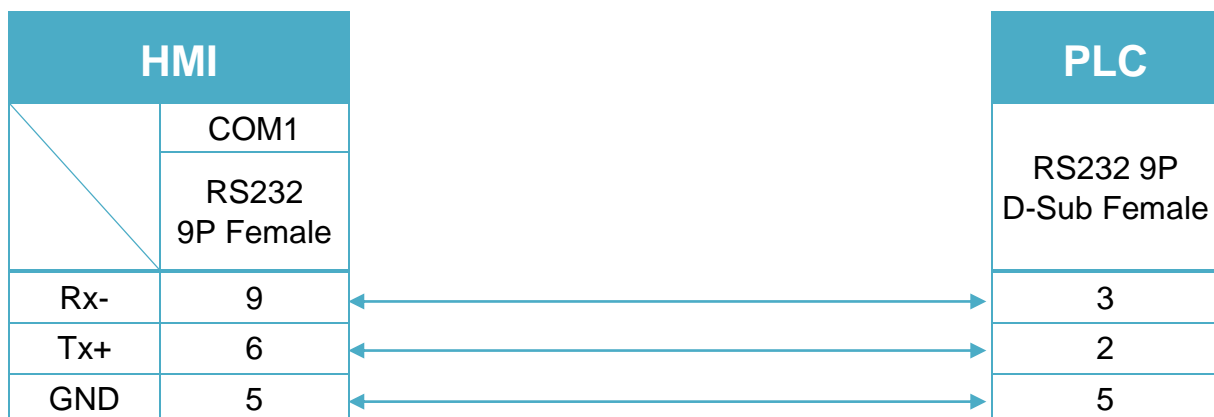 HMI
PLC
COM1
RS232
9P Female
RS232 9P
D-Sub Female
Rx- 9 3
Tx+ 6 2
GND 5 5